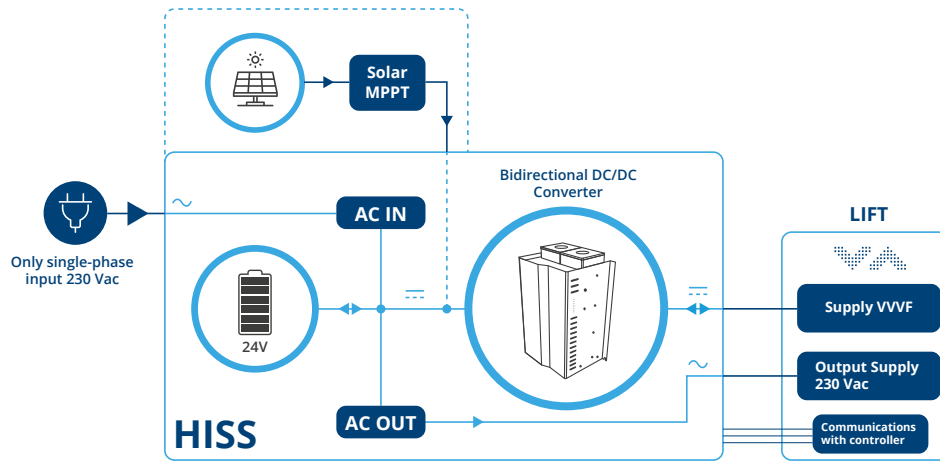 Solar
MPPT
Bidirectional DC/DC
Converter
AC IN
Only single-phase
input 230 Vac
24V
AC OUT
HISS
LIFT
Supply VVVF
Output Supply
230 Vac
Communications
with controller